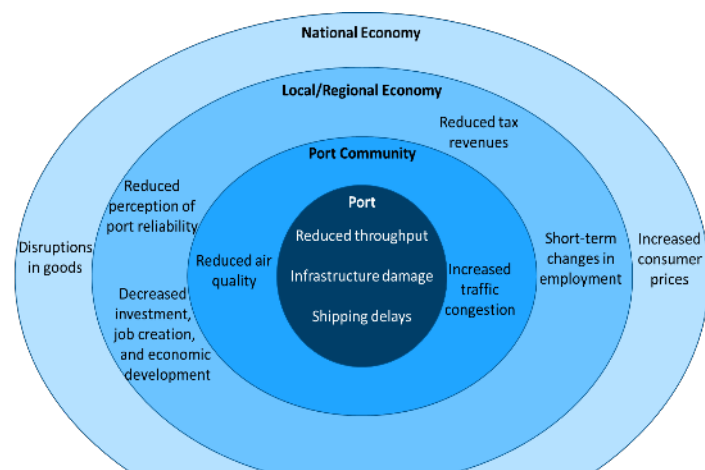 National Economy
Local/Regional Economy
Reduced tax
revenues
Port Community
Reduced
perception of
port reliability
Port
Reduced throughput
Infrastructure damage
Shipping delays
Disruptions
in goods
Reduced air
quality
Increased
traffic
congestion
Short-term
changes in
employment
Increased
consumer
prices
Decreased
investment,
job creation,
and economic
development